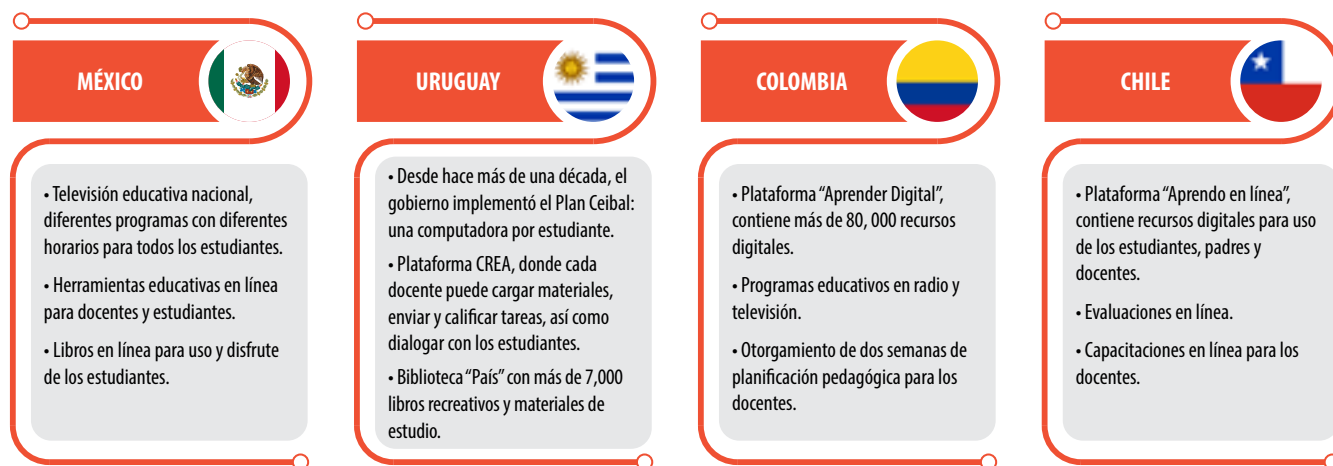 MÉXICO
• Televisión educativa nacional,
diferentes programas con diferentes
horarios para todos los estudiantes.
• Herramientas educativas en línea
para docentes y estudiantes.
• Libros en línea para uso y disfrute
de los estudiantes.
URUGUAY
• Desde hace más de una década, el
gobierno implementó el Plan Ceibal:
una computadora por estudiante.
• Plataforma CREA, donde cada
docente puede cargar materiales,
enviar y calificar tareas, así como
dialogar con los estudiantes.
• Biblioteca “País” con más de 7,000
libros recreativos y materiales de
estudio.
COLOMBIA
• Plataforma “Aprender Digital”,
contiene más de 80, 000 recursos
digitales.
• Programas educativos en radio y
televisión.
• Otorgamiento de dos semanas de
planificación pedagógica para los
docentes.
CHILE
• Plataforma “Aprendo en línea”,
contiene recursos digitales para uso
de los estudiantes, padres y
docentes.
• Evaluaciones en línea.
• Capacitaciones en línea para los
docentes.